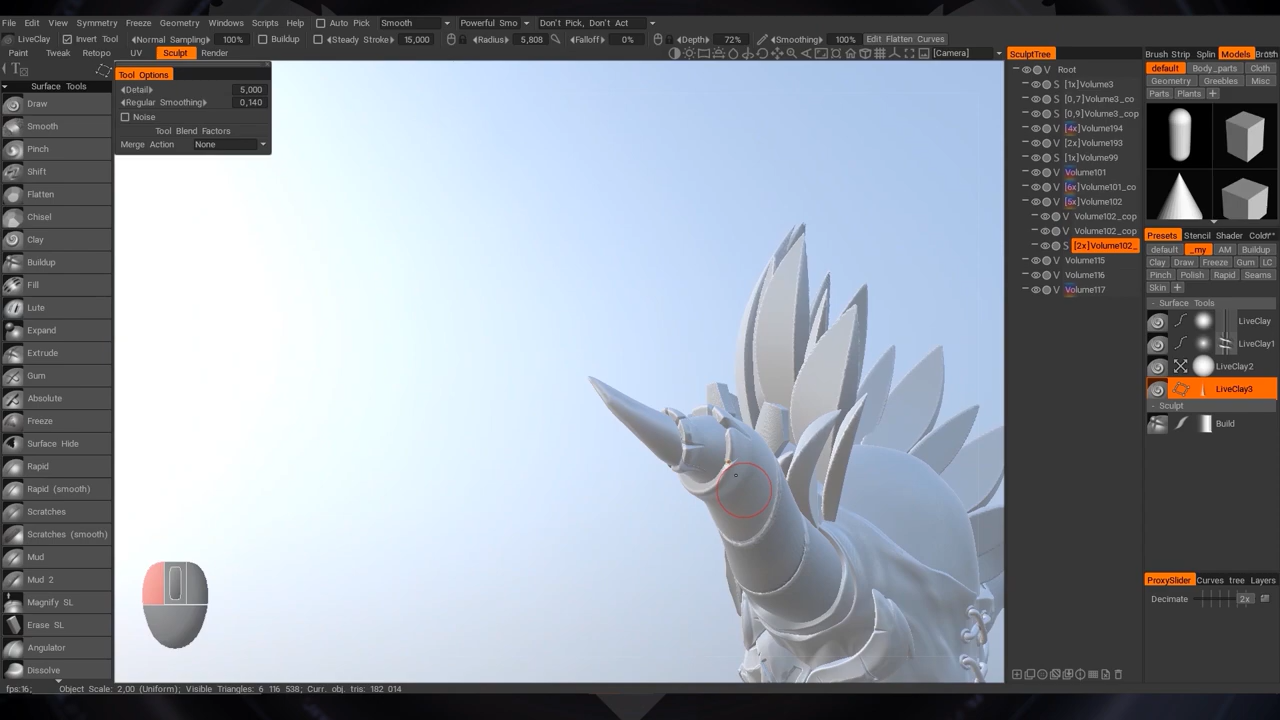 File Edit View Symmetry Freeze Geometry Windows Scripts Help Auto Pick Smooth Powerful Smo Don't Pick, Don't Act
LiveClay Invert Tool Normal Sampling 100% Buildup Steady Stroke 15,000 Radius 5,808 Falloff 0% Depth 72% Smoothing 100% Edit Flatten Curves
Paint Tweak Retopo UV Sculpt Render [Camera] SculptTree Brush Strip Splin Models Brush
Surface Tools
Draw
Smooth
Pinch
Shift
Flatten
Chisel
Clay
Buildup
Fill
Lute
Expand
Extrude
Gum
Absolute
Freeze
Surface Hide
Rapid
Rapid (smooth)
Scratches
Scratches (smooth)
Mud
Mud 2
Magnify SL
Erase SL
Angulator
Dissolve
Tool Options
Detail 5,000
Regular Smoothing 0,140
Noise
Tool Blend Factors
Merge Action None
V Root
S [1x]Volume3
S [0,7]Volume3_co
S [0,9]Volume3_cop
V [4x]Volume194
V [2x]Volume193
S [1x]Volume99
V Volume101
V [6x]Volume101_co
V [5x]Volume102
V Volume102_cop
V Volume102_cop
S [2x]Volume102_
V Volume115
V Volume116
V Volume117
default Body_parts Cloth
Geometry Greebles Misc
Parts Plants +
Presets Stencil Shader
default _my AM Buildup
Clay Draw Freeze Gum LC
Pinch Polish Rapid Seams
Skin +
- Surface Tools
LiveClay
LiveClay1
LiveClay2
LiveClay3
- Sculpt
Build
ProxySlider Curves tree Layers
Decimate 2x
fps:16; Object Scale: 2,00 (Uniform); Visible Triangles: 6 116 538; Curr. obj. tris: 182 014